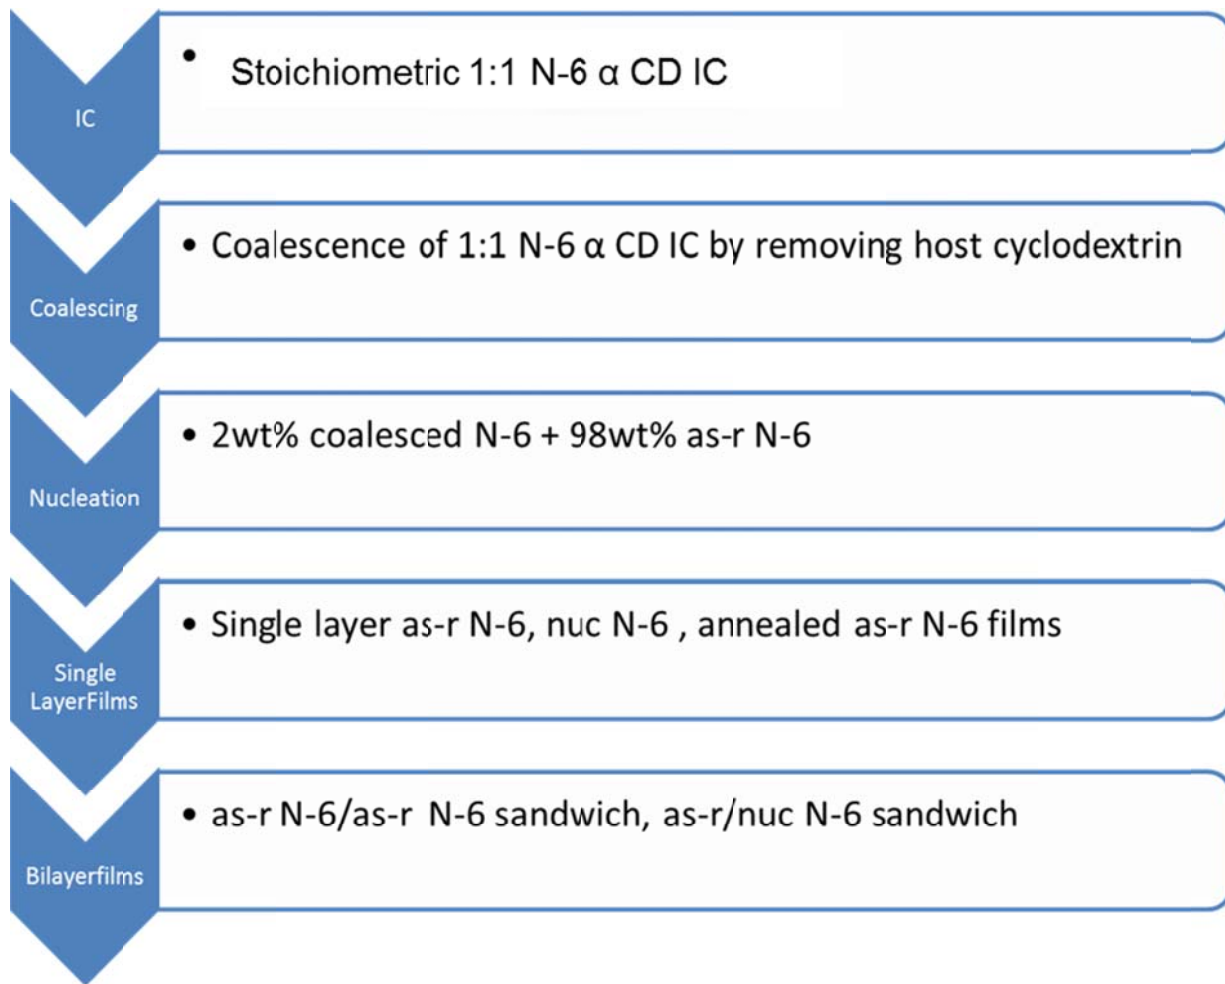 IC
• Stoichiometric 1:1 N-6 α CD IC
Coalescing
• Coalescence of 1:1 N-6 α CD IC by removing host cyclodextrin
Nucleation
• 2wt% coalesced N-6 + 98wt% as-r N-6
Single
LayerFilms
• Single layer as-r N-6, nuc N-6 , annealed as-r N-6 films
Bilayerfilms
• as-r N-6/as-r N-6 sandwich, as-r/nuc N-6 sandwich